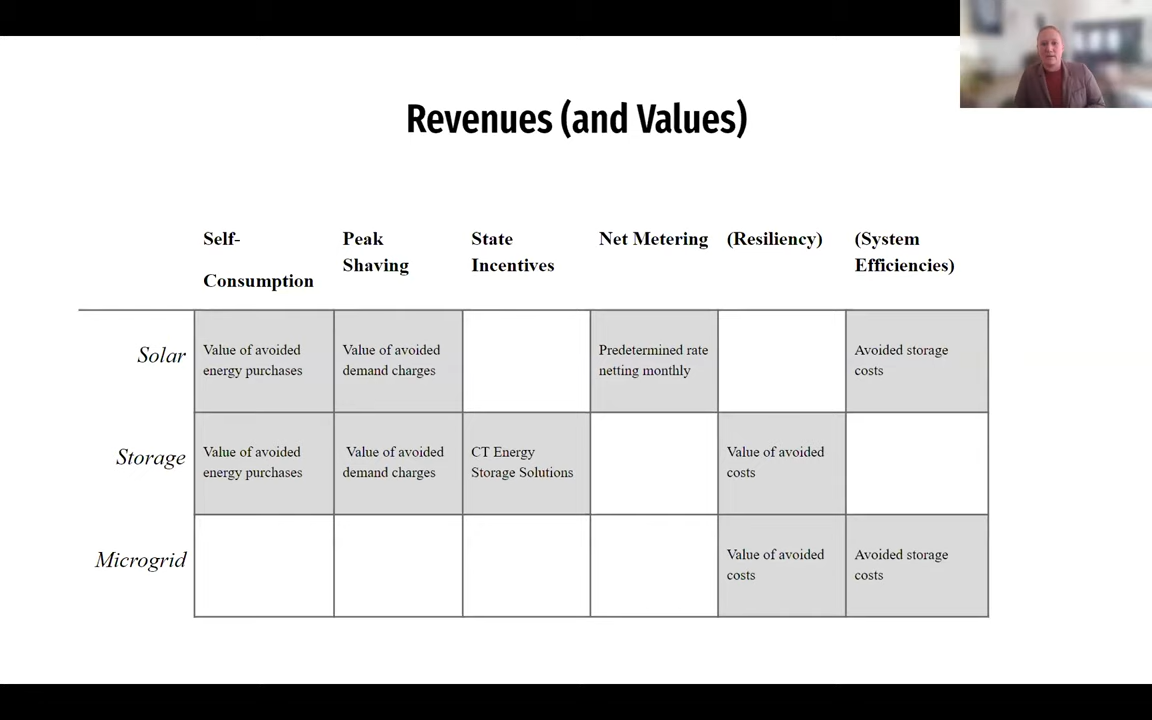 Revenues (and Values)
Self-
Consumption
Peak
Shaving
State
Incentives
Net Metering
(Resiliency)
(System
Efficiencies)
Solar
Value of avoided
energy purchases
Value of avoided
demand charges
Predetermined rate
netting monthly
Avoided storage
costs
Storage
Value of avoided
energy purchases
Value of avoided
demand charges
CT Energy
Storage Solutions
Value of avoided
costs
Microgrid
Value of avoided
costs
Avoided storage
costs